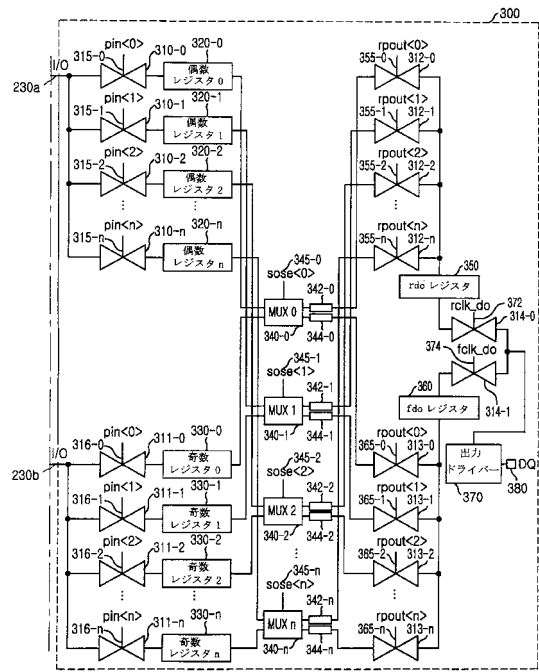 300
pin<0>
315-0
310-0
320-0
偶数
レジスタ0
I/O
230a
pin<1>
315-1
310-1
320-1
偶数
レジスタ1
pin<2>
315-2
310-2
320-2
偶数
レジスタ2
pin<n>
315-n
310-n
320-n
偶数
レジスタn
rpout<0>
355-0
312-0
rpout<1>
355-1
312-1
rpout<2>
355-2
312-2
rpout<n>
355-n
312-n
350
rdoレジスタ
rclk_do
372
314-0
374
fclk_do
314-1
360
fdoレジスタ
345-0
sose<0>
MUX 0
340-0
342-0
344-0
345-1
sose<1>
MUX 1
340-1
342-1
344-1
345-2
sose<2>
MUX 2
340-2
342-2
344-2
345-n
sose<n>
MUX n
340-n
342-n
344-n
I/O
230b
pin<0>
316-0
311-0
330-0
奇数
レジスタ0
pin<1>
316-1
311-1
330-1
奇数
レジスタ1
pin<2>
316-2
311-2
330-2
奇数
レジスタ2
pin<n>
316-n
311-n
330-n
奇数
レジスタn
rpout<0>
365-0
313-0
rpout<1>
365-1
313-1
rpout<2>
365-2
313-2
rpout<n>
365-n
313-n
出力
ドライバー
370
DQ
380